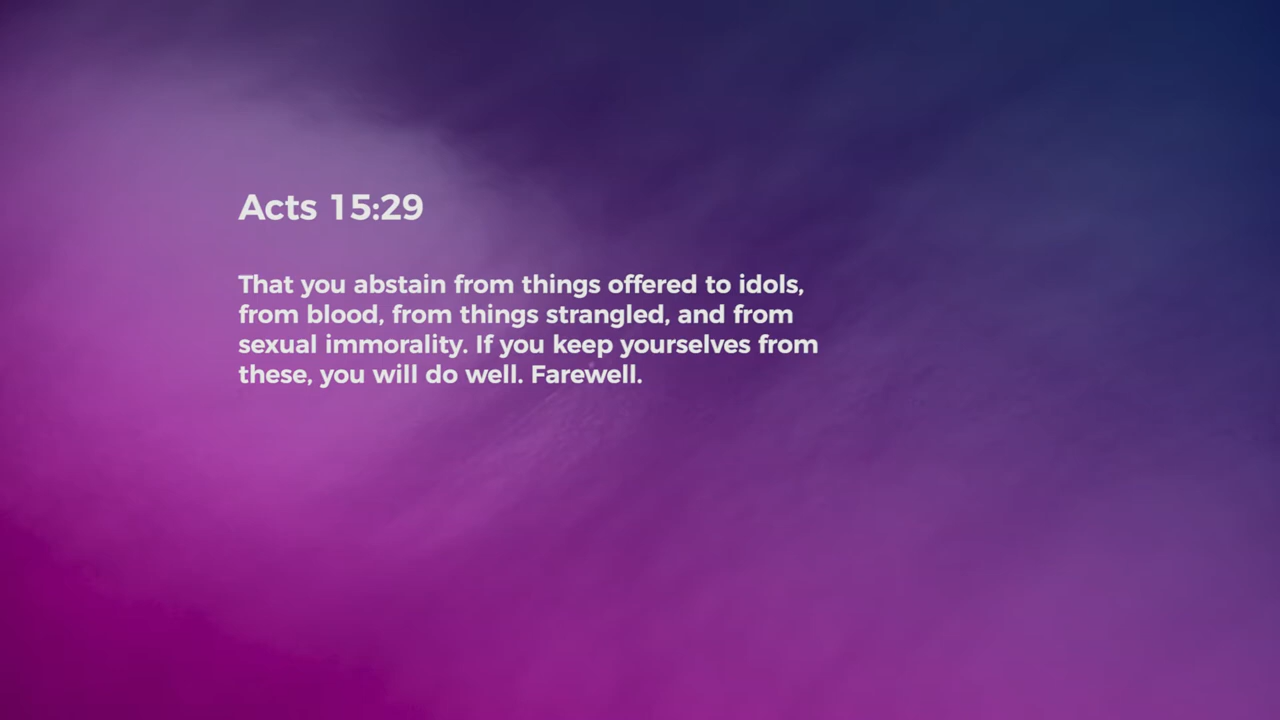 Acts 15:29
That you abstain from things offered to idols,
from blood, from things strangled, and from
sexual immorality. If you keep yourselves from
these, you will do well. Farewell.